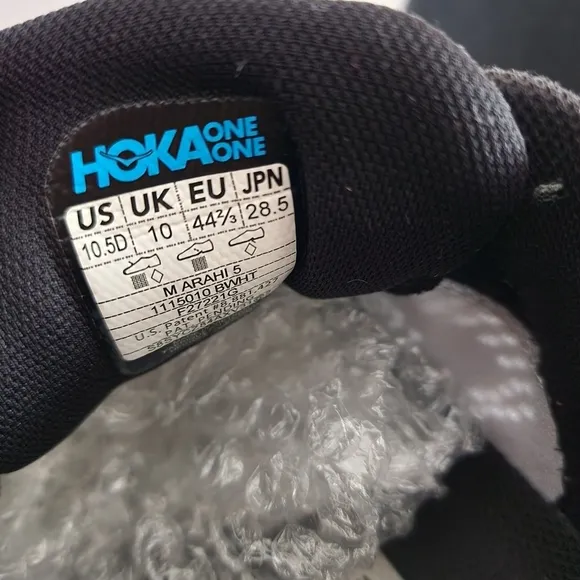 HOKA ONE ONE
US UK EU JPN
10.5D 10 44⅔ 28.5
M ARAHI 5
1115010 BWHT
F27221G
U.S. Patent#